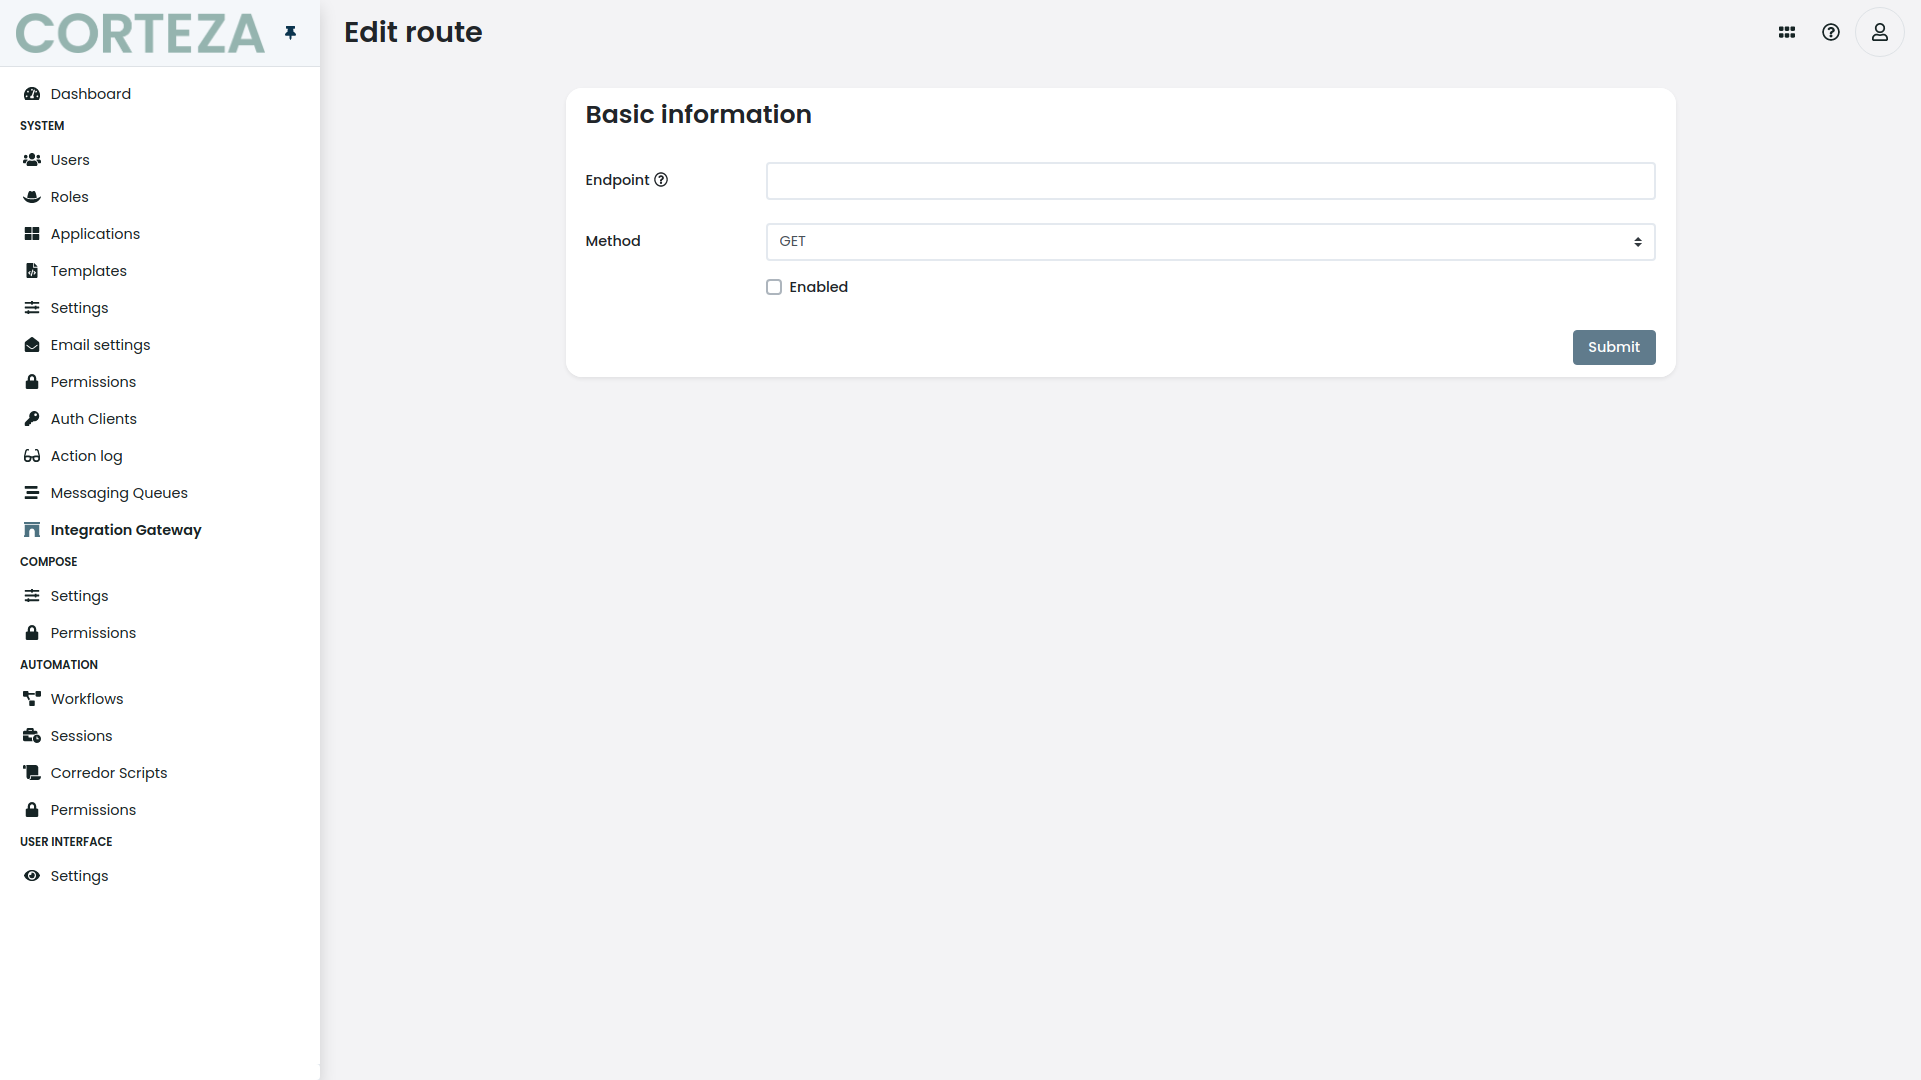 CORTEZA
Edit route
Dashboard
SYSTEM
Users
Roles
Applications
Templates
Settings
Email settings
Permissions
Auth Clients
Action log
Messaging Queues
Integration Gateway
COMPOSE
Settings
Permissions
AUTOMATION
Workflows
Sessions
Corredor Scripts
Permissions
USER INTERFACE
Settings
Basic information
Endpoint
Method
GET
Enabled
Submit